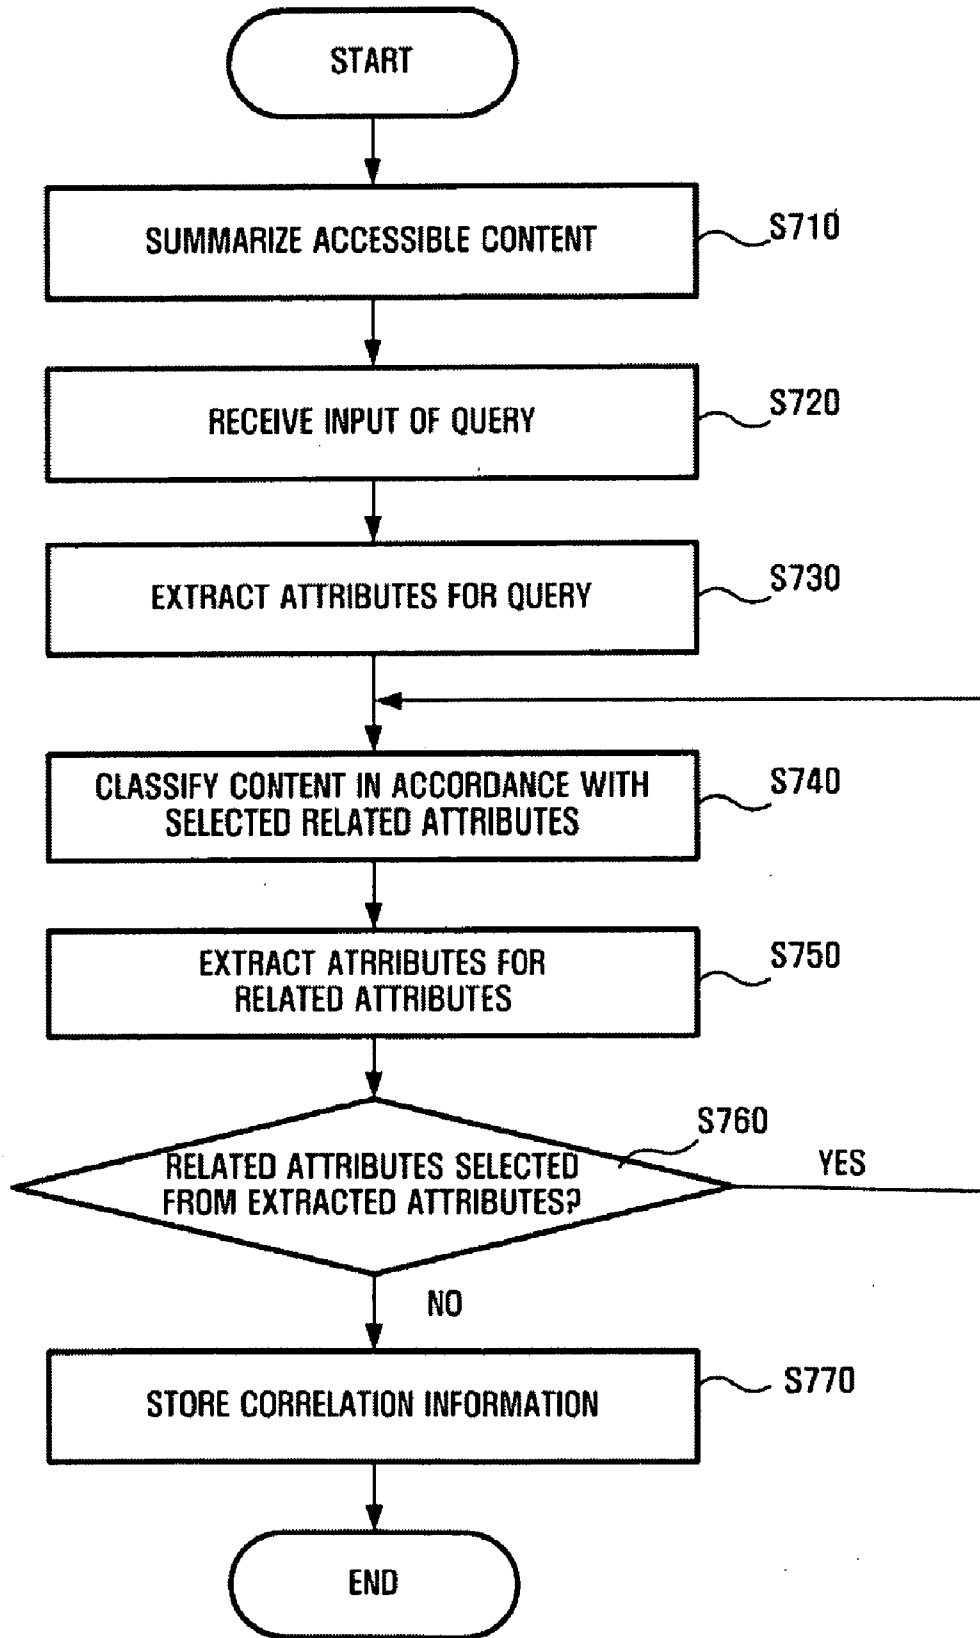 START
SUMMARIZE ACCESSIBLE CONTENT
S710
RECEIVE INPUT OF QUERY
S720
EXTRACT ATTRIBUTES FOR QUERY
S730
CLASSIFY CONTENT IN ACCORDANCE WITH
SELECTED RELATED ATTRIBUTES
S740
EXTRACT ATRRIBUTES FOR
RELATED ATTRIBUTES
S750
S760
RELATED ATTRIBUTES SELECTED
FROM EXTRACTED ATTRIBUTES?
YES
NO
STORE CORRELATION INFORMATION
S770
END